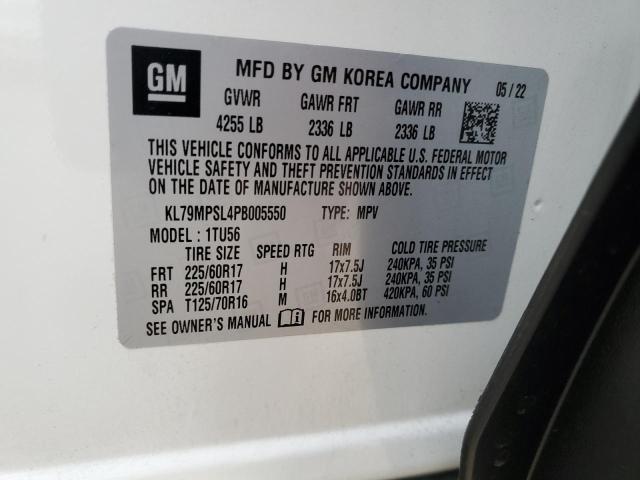 GM MFD BY GM KOREA COMPANY 05/22
GVWR GAWR FRT GAWR RR
4255 LB 2336 LB 2336 LB
THIS VEHICLE CONFORMS TO ALL APPLICABLE U.S. FEDERAL MOTOR
VEHICLE SAFETY AND THEFT PREVENTION STANDARDS IN EFFECT
ON THE DATE OF MANUFACTURE SHOWN ABOVE.
KL79MPSL4PB005550 TYPE: MPV
MODEL: 1TU56
TIRE SIZE SPEED RTG RIM COLD TIRE PRESSURE
FRT 225/60R17 H 17x7.5J 240KPA, 35 PSI
RR 225/60R17 H 17x7.5J 240KPA, 35 PSI
SPA T125/70R16 M 16x4.0BT 420KPA, 60 PSI
SEE OWNER'S MANUAL FOR MORE INFORMATION.